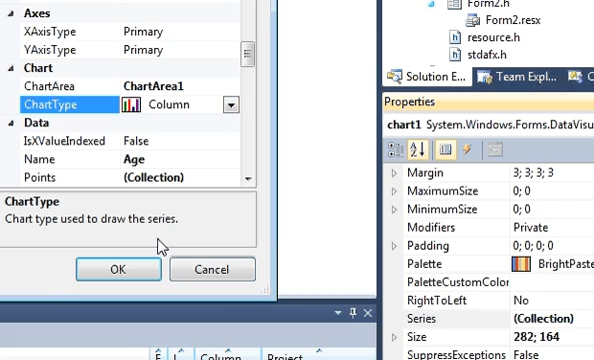 Axes
XAxisType Primary
YAxisType Primary
Chart
ChartArea ChartArea1
ChartType Column
Data
IsXValueIndexed False
Name Age
Points (Collection)
ChartType
Chart type used to draw the series.
OK Cancel
Column Project
Form2.h
Form2.resx
resource.h
stdafx.h
Solution E... Team Expl...
Properties
chart1 System.Windows.Forms.DataVisu
Margin 3; 3; 3; 3
MaximumSize 0; 0
MinimumSize 0; 0
Modifiers Private
Padding 0; 0; 0; 0
Palette BrightPaste
PaletteCustomColor
RightToLeft No
Series (Collection)
Size 282; 164
SuppressExceptions False